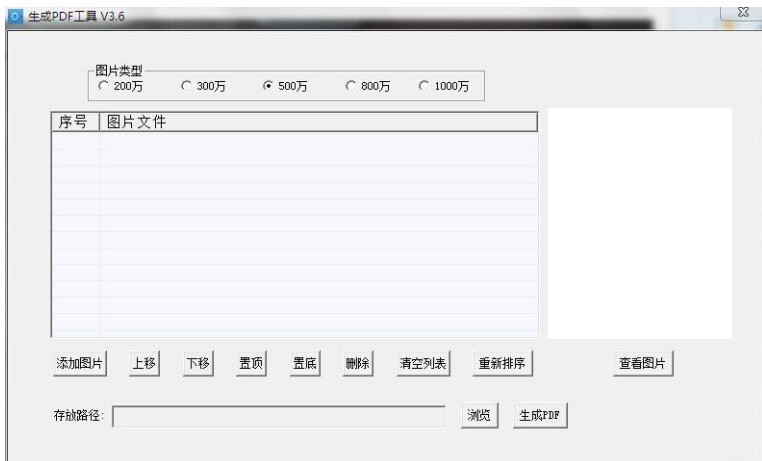 生成PDF工具 V3.6
图片类型
200万 300万 500万 800万 1000万
序号 图片文件
添加图片 上移 下移 置顶 置底 删除 清空列表 重新排序 查看图片
存放路径: 浏览 生成PDF